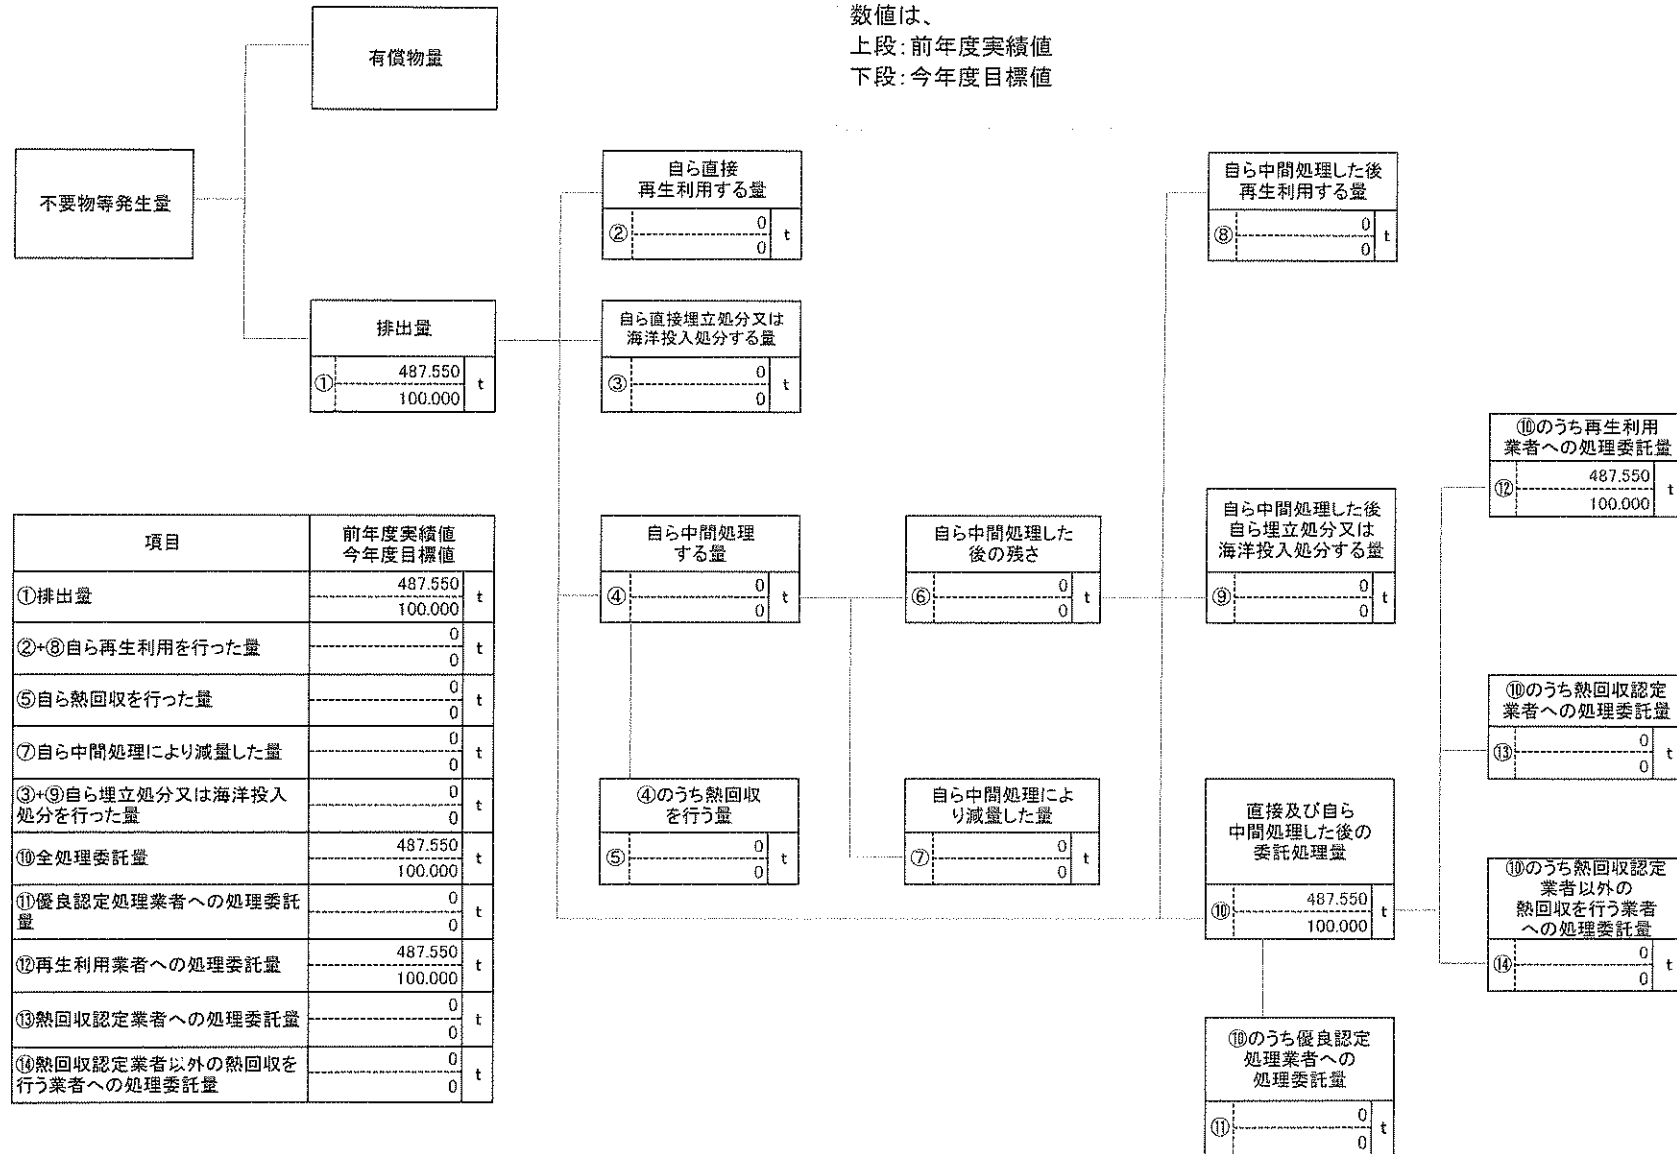 数値は、
上段:前年度実績値
下段:今年度目標値
有償物量
不要物等発生量
排出量
① 487.550 t
100.000
自ら直接
再生利用する量
② 0 t
0
自ら直接埋立処分又は
海洋投入処分する量
③ 0 t
0
自ら中間処理
する量
④ 0 t
0
④のうち熱回収
を行う量
⑤ 0 t
0
自ら中間処理した
後の残さ
⑥ 0 t
0
自ら中間処理によ
り減量した量
⑦ 0 t
0
自ら中間処理した後
再生利用する量
⑧ 0 t
0
自ら中間処理した後
自ら埋立処分又は
海洋投入処分する量
⑨ 0 t
0
直接及び自ら
中間処理した後の
委託処理量
⑩ 487.550 t
100.000
⑩のうち優良認定
処理業者への
処理委託量
⑪ 0 t
0
⑩のうち再生利用
業者への処理委託量
⑫ 487.550 t
100.000
⑩のうち熱回収認定
業者への処理委託量
⑬ 0 t
0
⑩のうち熱回収認定
業者以外の
熱回収を行う業者
への処理委託量
⑭ 0 t
0
項目 前年度実績値
今年度目標値
①排出量 487.550 t
100.000
②+⑧自ら再生利用を行った量 0 t
0
⑤自ら熱回収を行った量 0 t
0
⑦自ら中間処理により減量した量 0 t
0
③+⑨自ら埋立処分又は海洋投入
処分を行った量 0 t
0
⑩全処理委託量 487.550 t
100.000
⑪優良認定処理業者への処理委託
量 0 t
0
⑫再生利用業者への処理委託量 487.550 t
100.000
⑬熱回収認定業者への処理委託量 0 t
0
⑭熱回収認定業者以外の熱回収を
行う業者への処理委託量 0 t
0